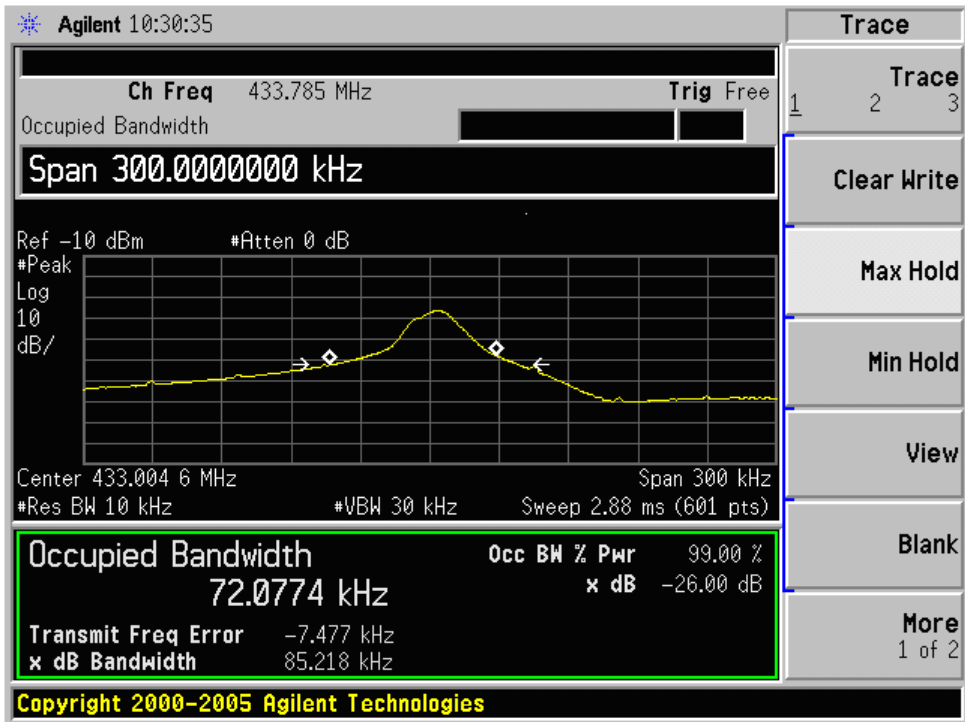 Agilent 10:30:35
Trace
Ch Freq 433.785 MHz Trig Free
Occupied Bandwidth
Span 300.0000000 kHz
Ref -10 dBm #Atten 0 dB
#Peak
Log
10
dB/
Center 433.004 6 MHz Span 300 kHz
#Res BW 10 kHz #VBW 30 kHz Sweep 2.88 ms (601 pts)
Occupied Bandwidth
72.0774 kHz
Occ BW % Pwr 99.00 %
x dB -26.00 dB
Transmit Freq Error -7.477 kHz
x dB Bandwidth 85.218 kHz
Copyright 2000-2005 Agilent Technologies
Trace
1 2 3
Clear Write
Max Hold
Min Hold
View
Blank
More
1 of 2